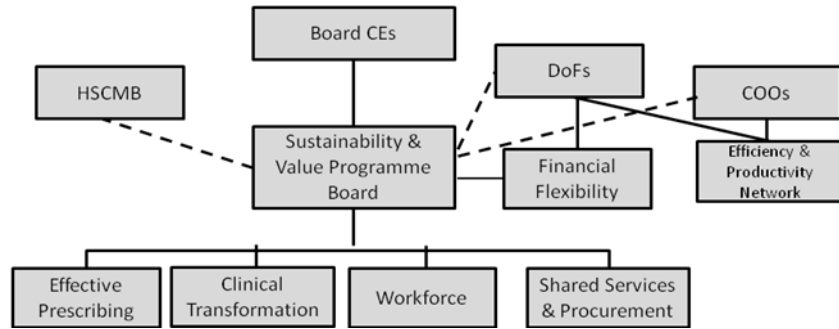 Board CEs
DoFs
HSCMB
COOs
Sustainability &
Value Programme
Board
Financial
Flexibility
Efficiency &
Productivity
Network
Effective
Prescribing
Clinical
Transformation
Workforce
Shared Services
& Procurement